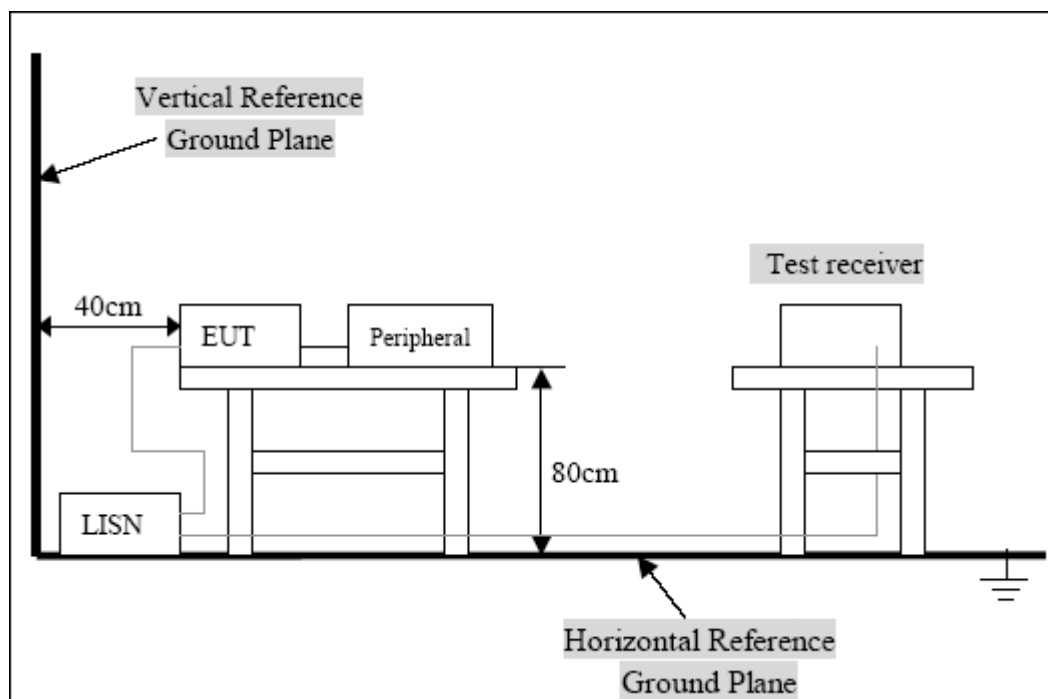 Vertical Reference
Ground Plane
Test receiver
40cm
EUT
Peripheral
80cm
LISN
Horizontal Reference
Ground Plane